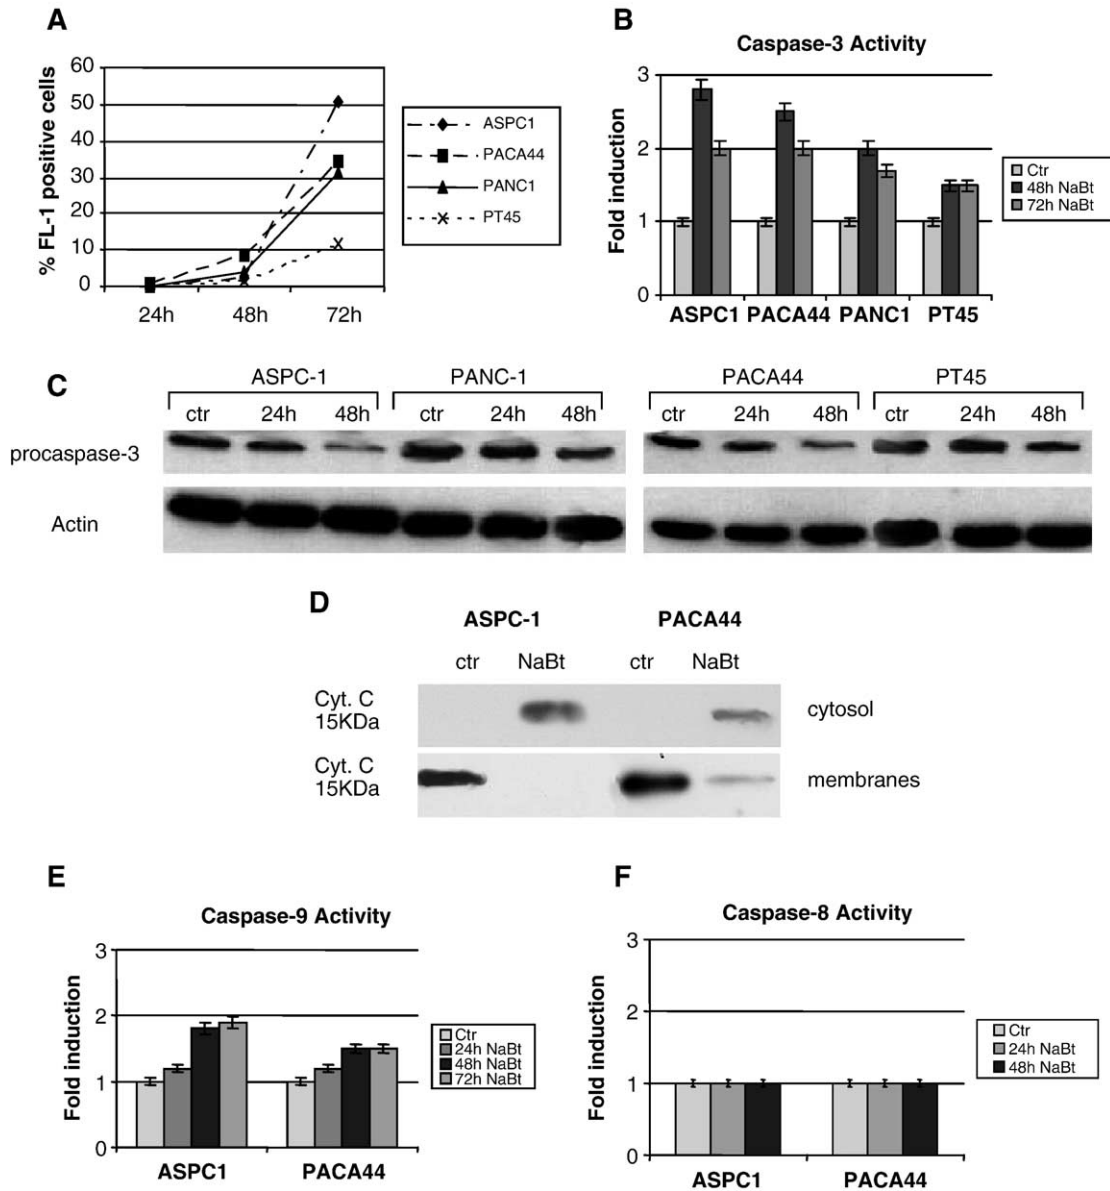 A
% FL-1 positive cells
60
50
40
30
20
10
0
24h 48h 72h
ASPC1
PACA44
PANC1
PT45
B
Caspase-3 Activity
Fold induction
3
2
1
0
ASPC1 PACA44 PANC1 PT45
Ctr
48h NaBt
72h NaBt
C
ASPC-1 PANC-1 PACA44 PT45
ctr 24h 48h ctr 24h 48h ctr 24h 48h ctr 24h 48h
procaspase-3
Actin
D
ASPC-1 PACA44
ctr NaBt ctr NaBt
Cyt. C
15KDa
cytosol
Cyt. C
15KDa
membranes
E
Caspase-9 Activity
Fold induction
3
2
1
0
ASPC1 PACA44
Ctr
24h NaBt
48h NaBt
72h NaBt
F
Caspase-8 Activity
Fold induction
3
2
1
0
ASPC1 PACA44
Ctr
24h NaBt
48h NaBt